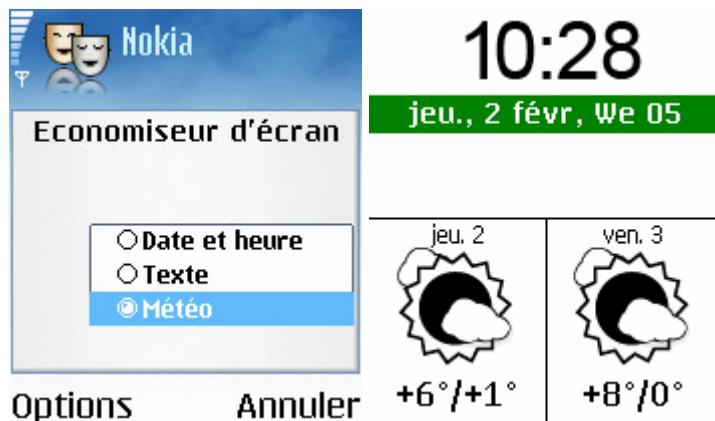 Nokia
Economiseur d'écran
Date et heure
Texte
Météo
Options Annuler
10:28
jeu., 2 févr, We 05
jeu. 2
+6°/+1°
ven. 3
+8°/0°